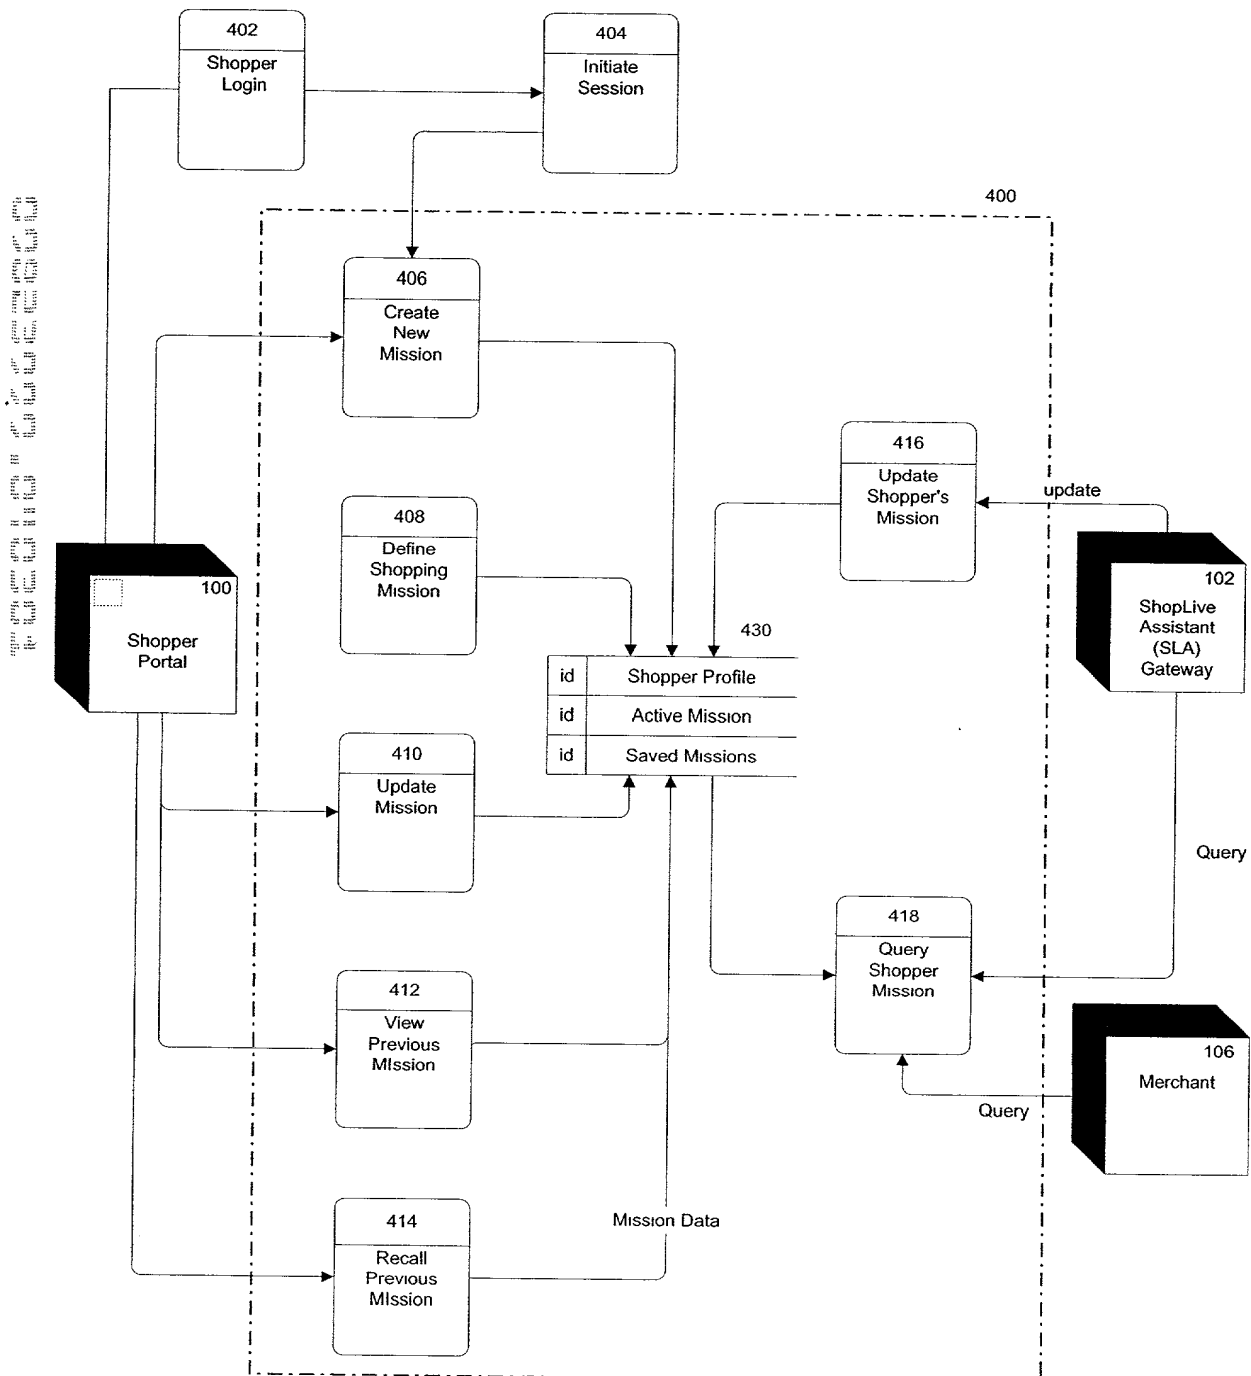 402
Shopper
Login
404
Initiate
Session
400
406
Create
New
Mission
416
Update
Shopper's
Mission
update
408
Define
Shopping
Mission
100
Shopper
Portal
102
ShopLive
Assistant
(SLA)
Gateway
430
id Shopper Profile
id Active Mission
id Saved Missions
410
Update
Mission
Query
418
Query
Shopper
Mission
412
View
Previous
MIssion
106
Merchant
Query
414
Recall
Previous
MIssion
Mission Data